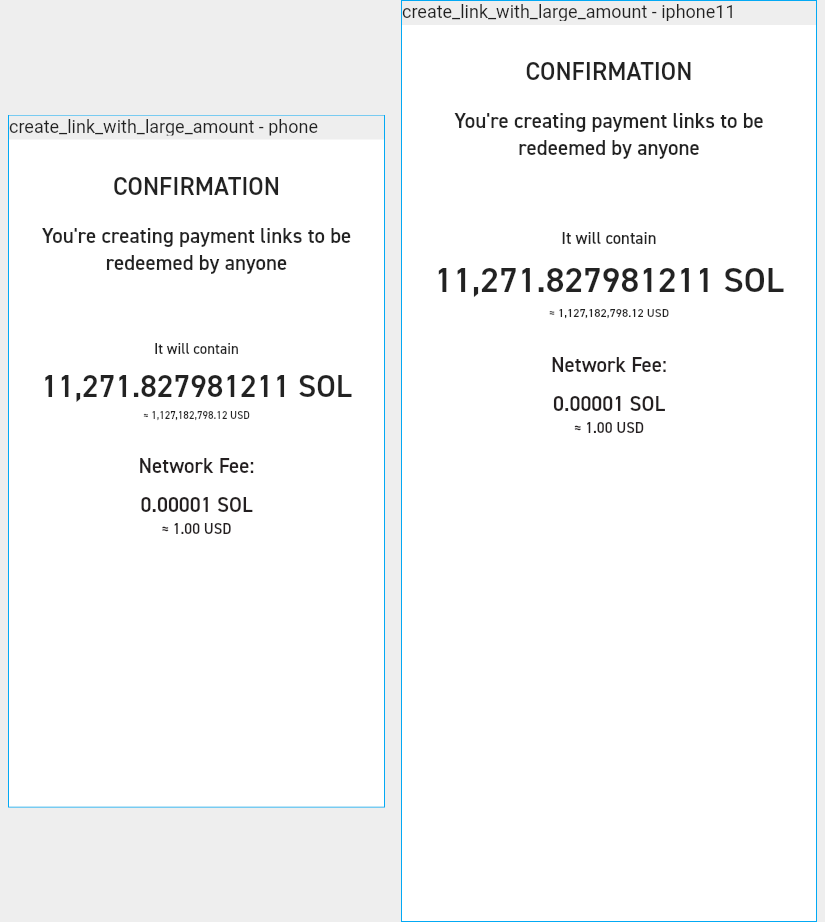 create_link_with_large_amount - phone
CONFIRMATION
You're creating payment links to be
redeemed by anyone
It will contain
11,271.827981211 SOL
≈ 1,127,182,798.12 USD
Network Fee:
0.00001 SOL
≈ 1.00 USD
create_link_with_large_amount - iphone11
CONFIRMATION
You're creating payment links to be
redeemed by anyone
It will contain
11,271.827981211 SOL
≈ 1,127,182,798.12 USD
Network Fee:
0.00001 SOL
≈ 1.00 USD